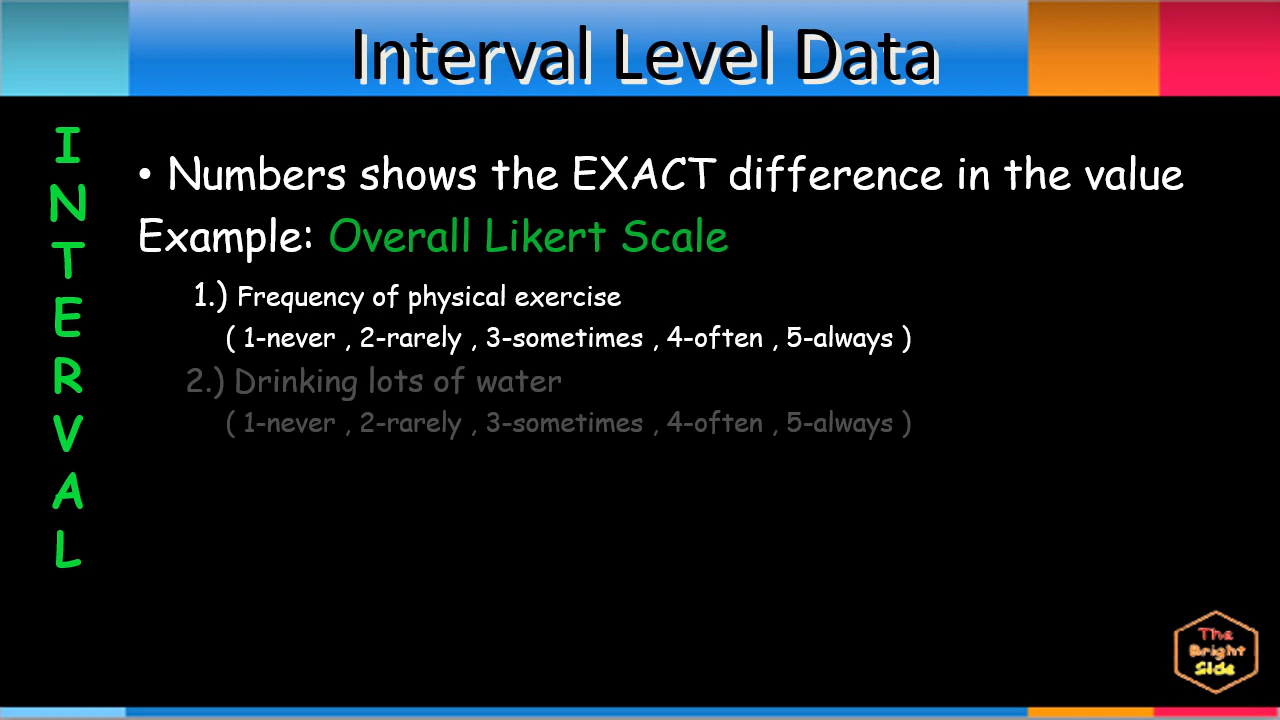 Interval Level Data
INTERVAL
• Numbers shows the EXACT difference in the value
Example: Overall Likert Scale
1.) Frequency of physical exercise
( 1-never , 2-rarely , 3-sometimes , 4-often , 5-always )
2.) Drinking lots of water
( 1-never , 2-rarely , 3-sometimes , 4-often , 5-always )
The
Bright
Side